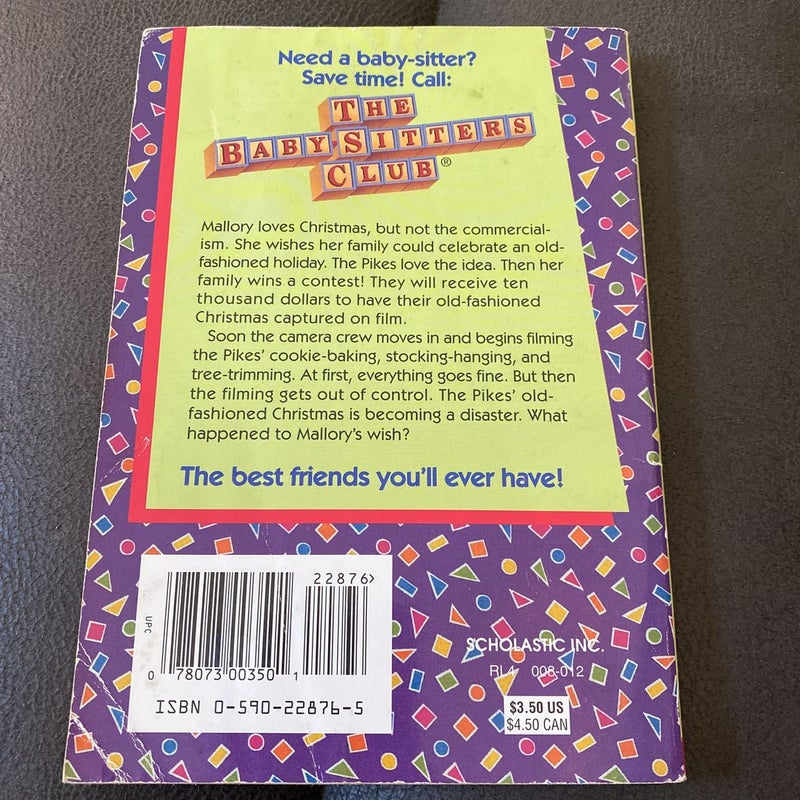 Need a baby-sitter?
Save time! Call:
THE
BABY-SITTERS
CLUB®
Mallory loves Christmas, but not the commercial-
ism. She wishes her family could celebrate an old-
fashioned holiday. The Pikes love the idea. Then her
family wins a contest! They will receive ten
thousand dollars to have their old-fashioned
Christmas captured on film.
Soon the camera crew moves in and begins filming
the Pikes' cookie-baking, stocking-hanging, and
tree-trimming. At first, everything goes fine. But then
the filming gets out of control. The Pikes' old-
fashioned Christmas is becoming a disaster. What
happened to Mallory's wish?
The best friends you'll ever have!
22876>
UPC
0 78073 00350 1
ISBN 0-590-22876-5
SCHOLASTIC INC.
RL4 008-012
$3.50 US
$4.50 CAN